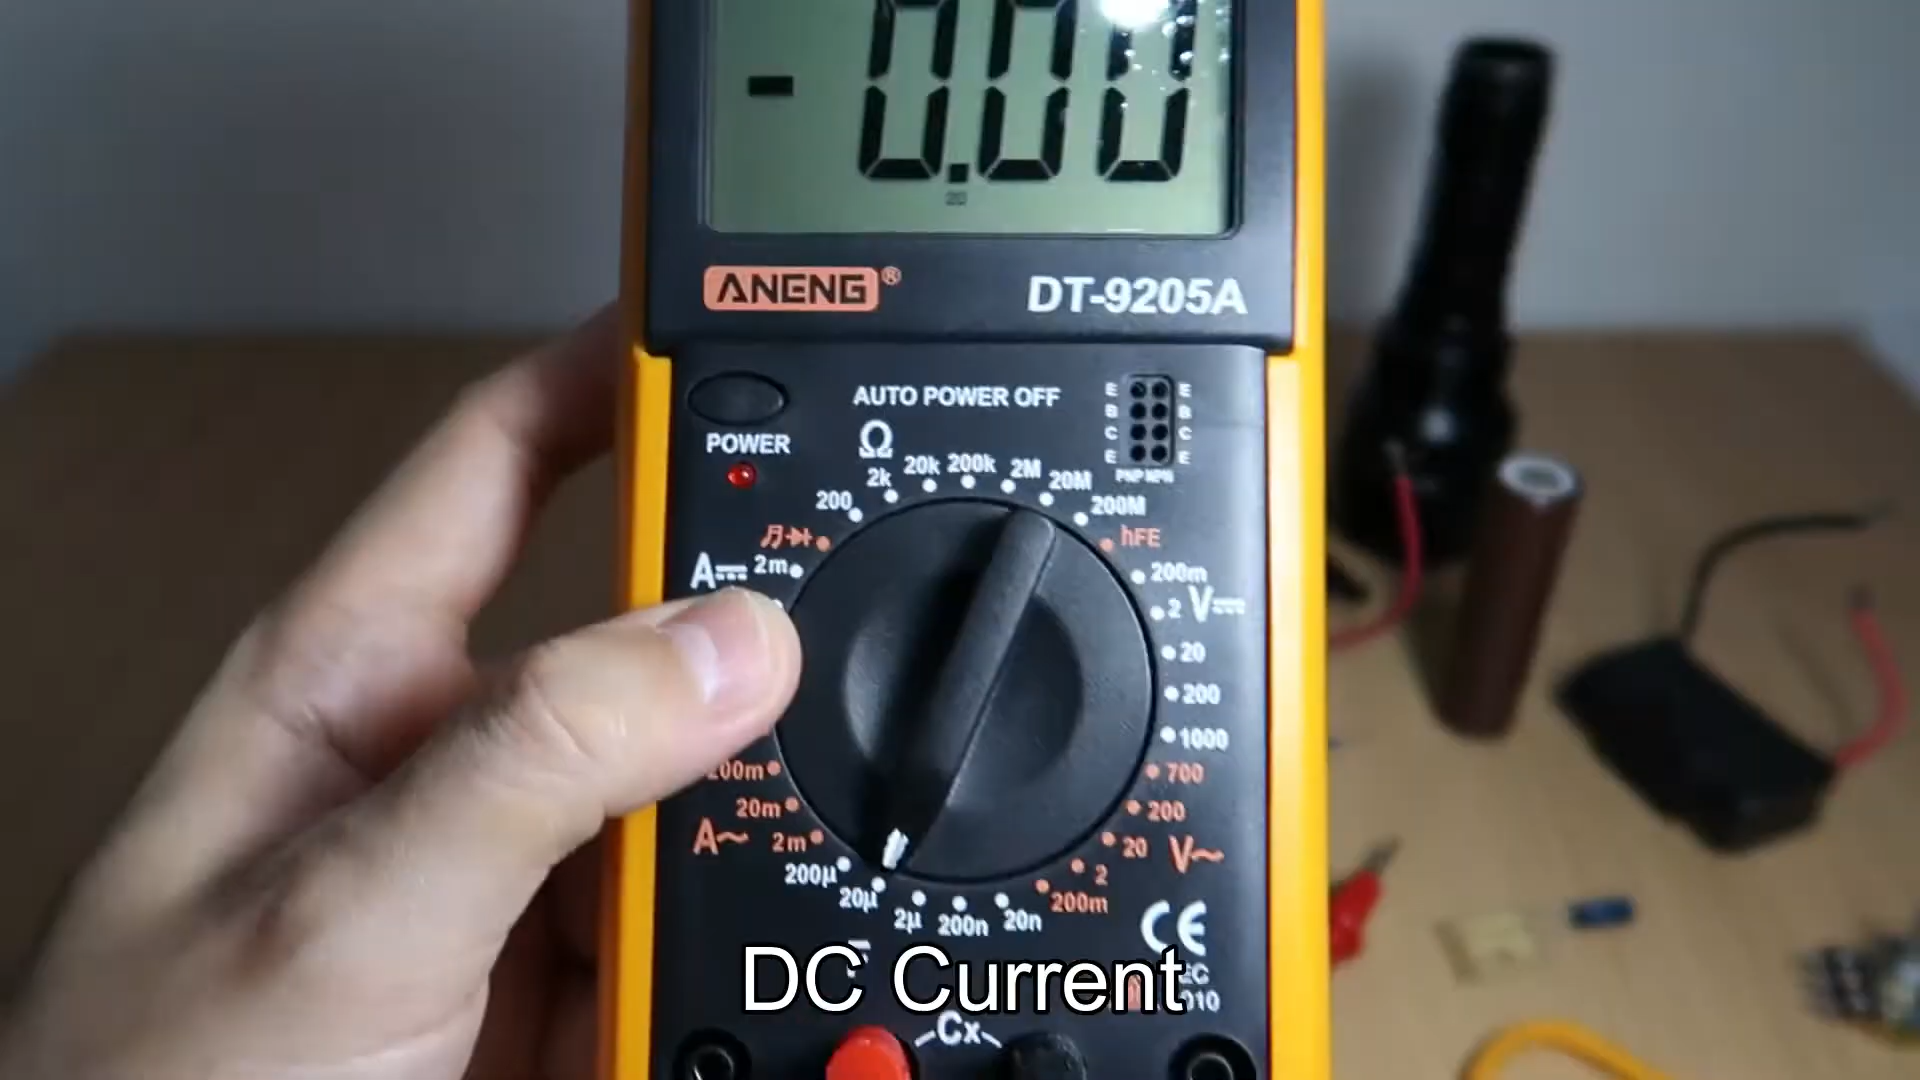 - 0.00
20
ANENG®
DT-9205A
AUTO POWER OFF
POWER
E E
B B
C C
E E
PNP NPN
Ω
200 2k 20k 200k 2M 20M 200M
hFE
A 2m
200m
2 V
20
200
1000
700
200
20 V~
2
200m
200m
20m
A~ 2m
200µ
20µ
2µ
200n
20n
CE
DC Current
Cx